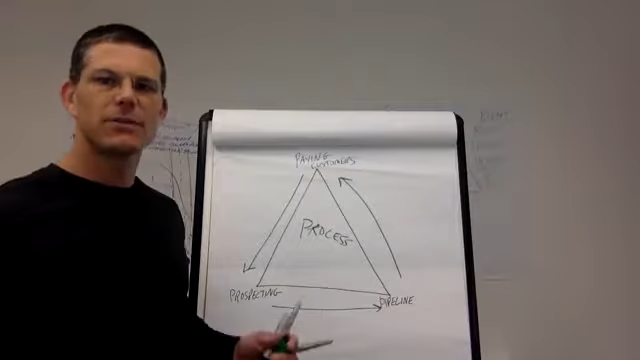 PAYING
CUSTOMERS
PROCESS
PROSPECTING
PIPELINE